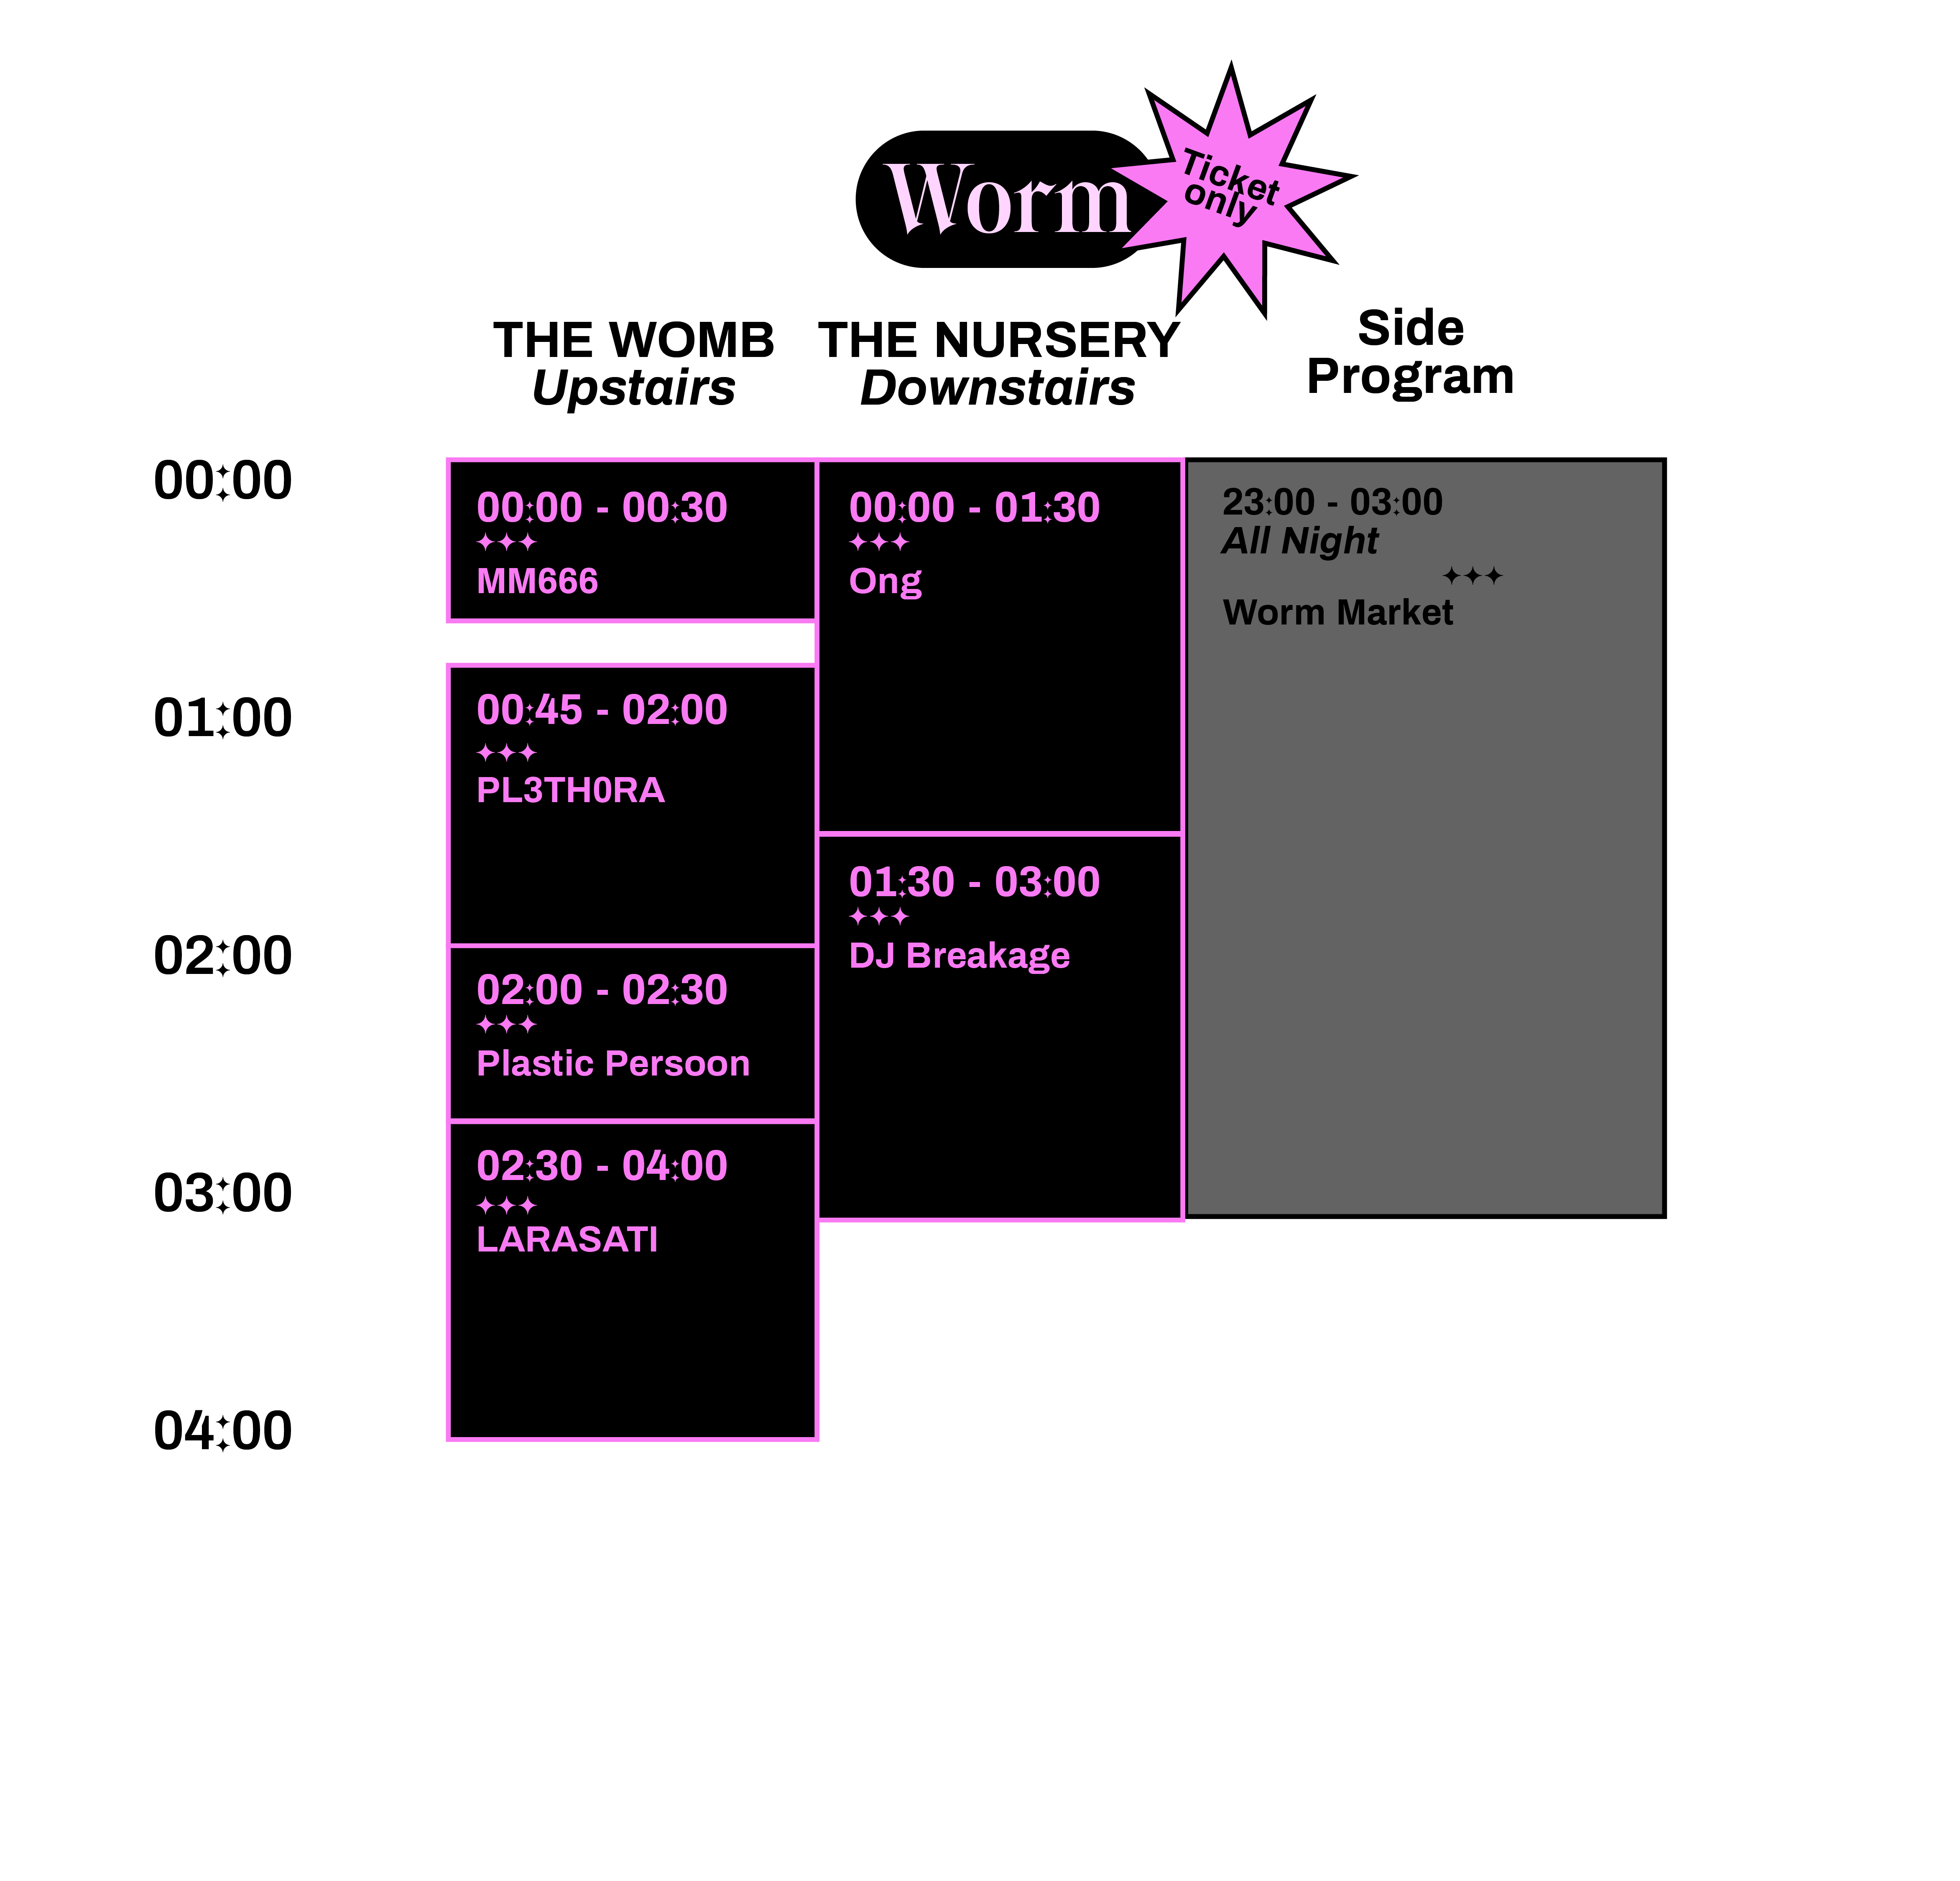 Worm
Ticket
only
THE WOMB
Upstairs
THE NURSERY
Downstairs
Side
Program
00:00
01:00
02:00
03:00
04:00
00:00 - 00:30
✦✦✦
MM666
00:45 - 02:00
✦✦✦
PL3TH0RA
02:00 - 02:30
✦✦✦
Plastic Persoon
02:30 - 04:00
✦✦✦
LARASATI
00:00 - 01:30
✦✦✦
Ong
01:30 - 03:00
✦✦✦
DJ Breakage
23:00 - 03:00
All Night
✦✦✦
Worm Market